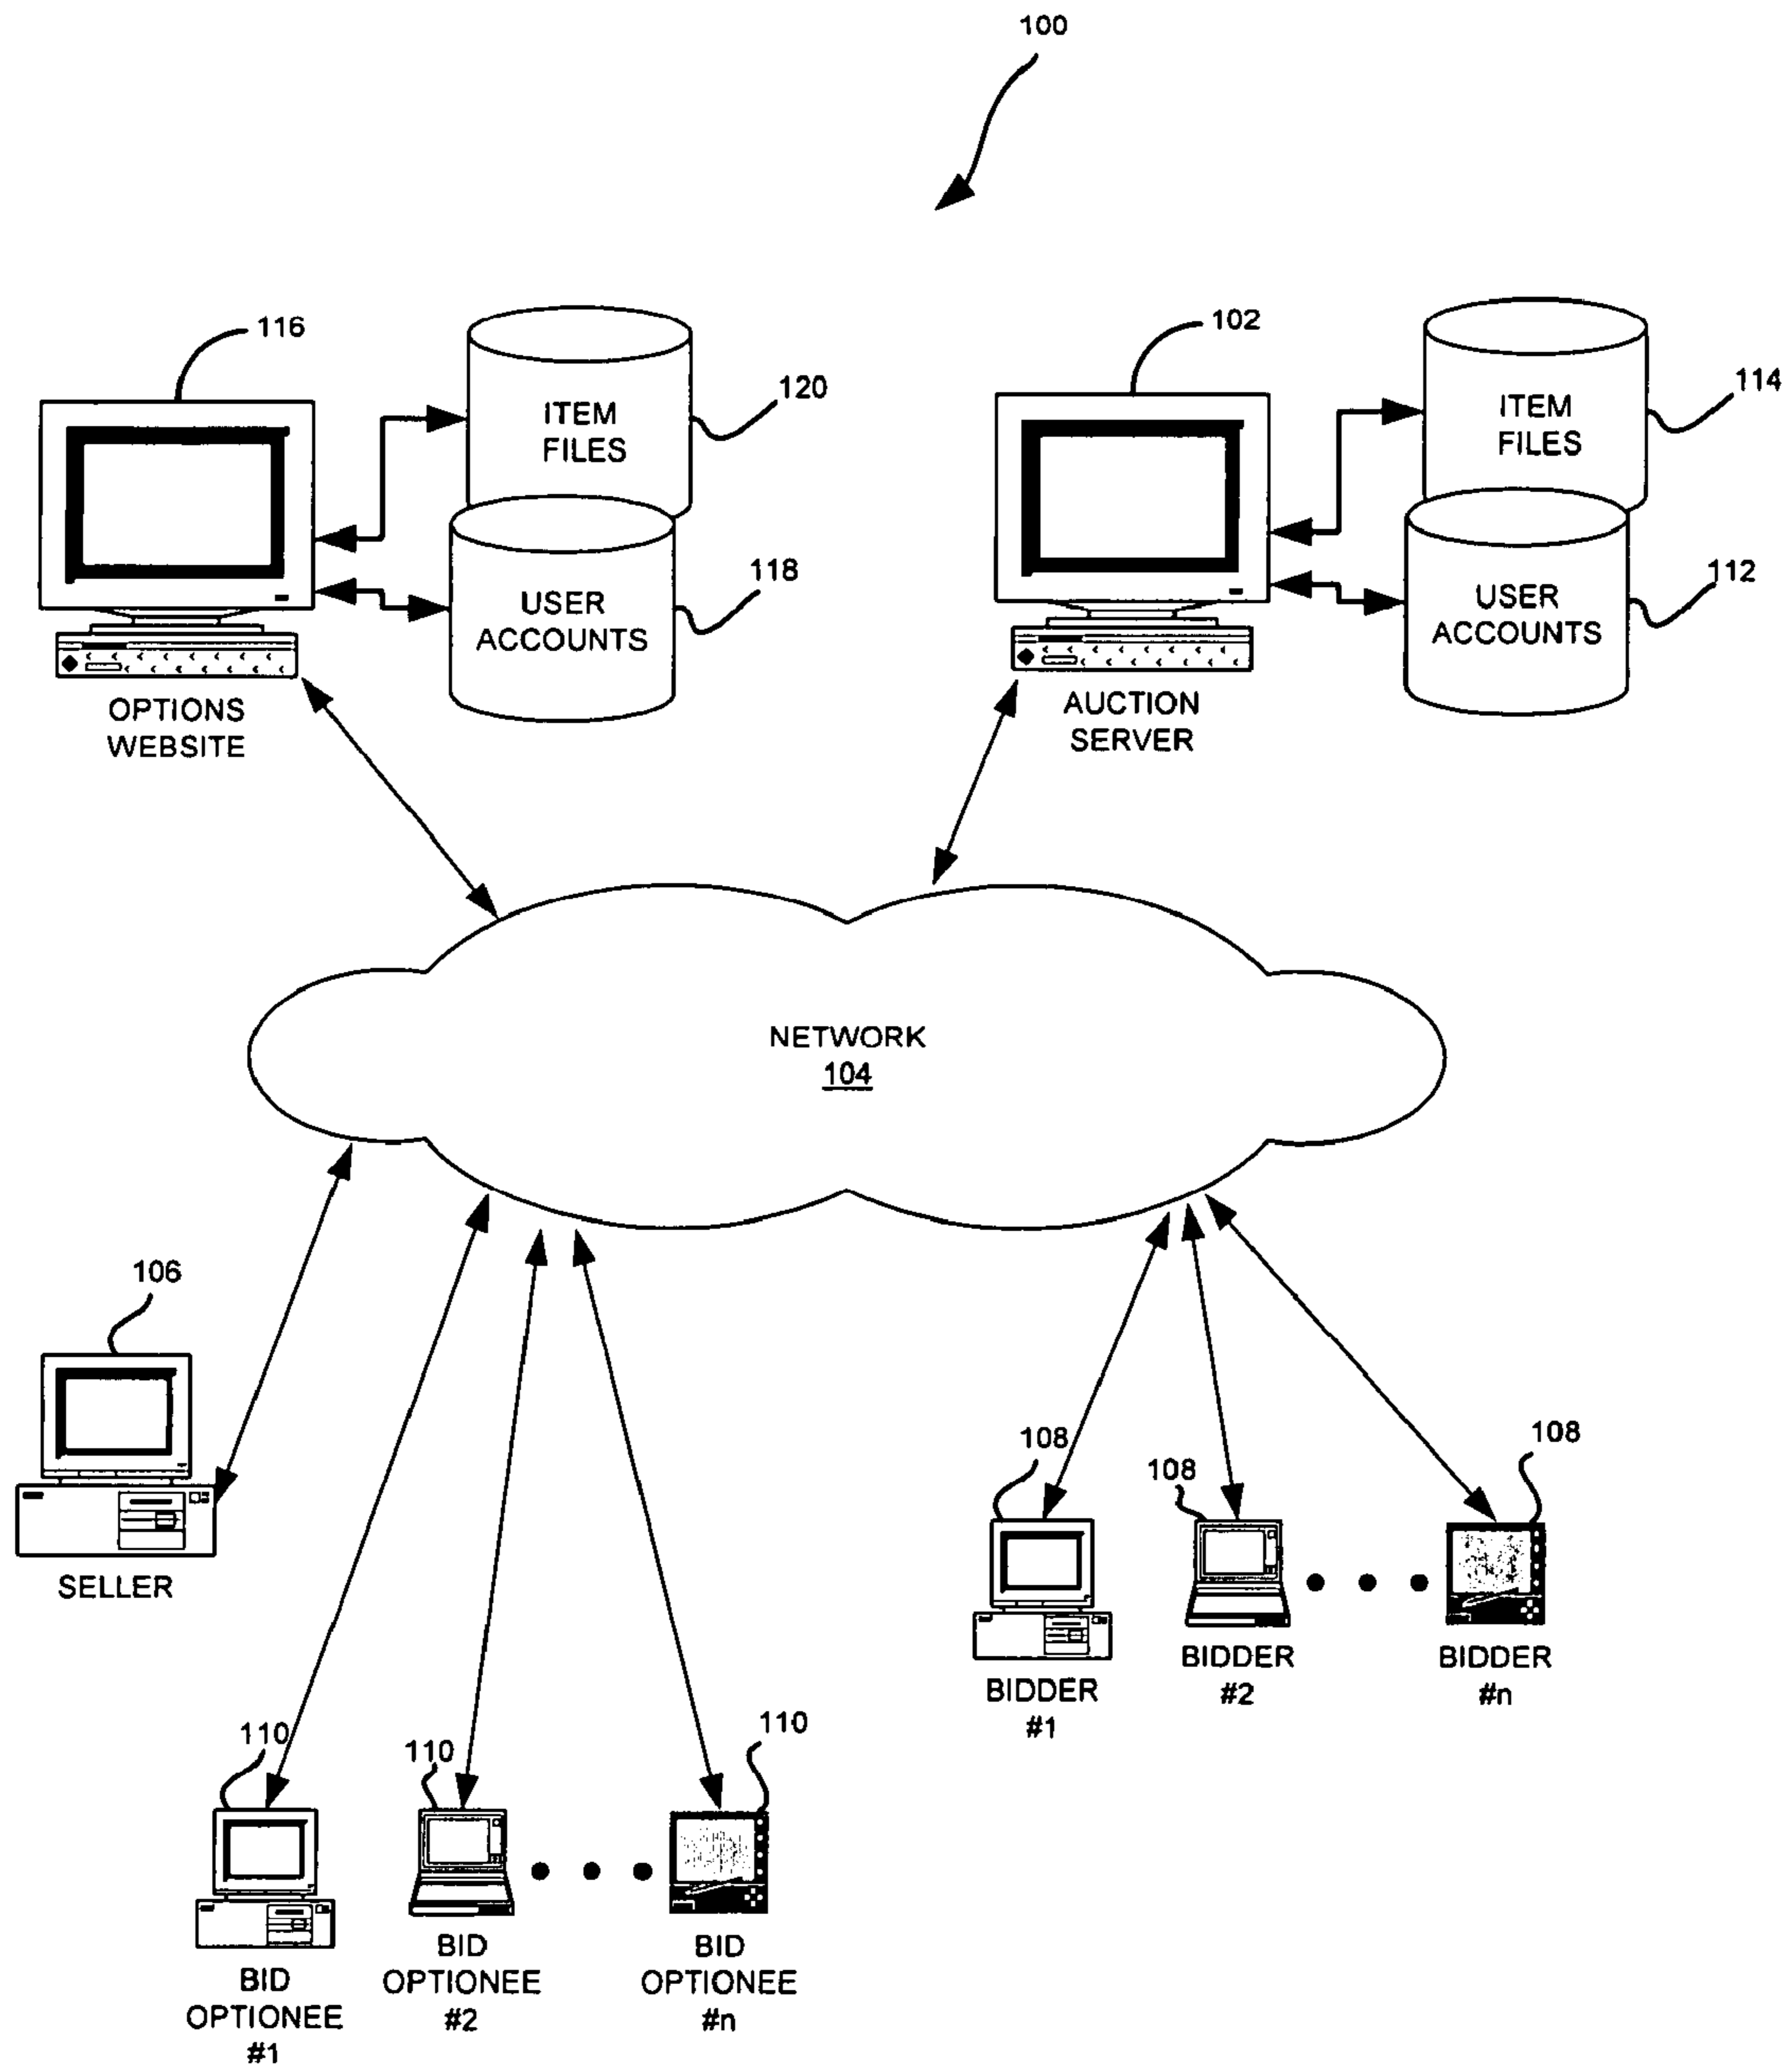 100
116
102
120
114
ITEM
FILES
ITEM
FILES
118
112
USER
ACCOUNTS
USER
ACCOUNTS
OPTIONS
WEBSITE
AUCTION
SERVER
NETWORK
104
106
SELLER
108
108
108
BIDDER
#1
BIDDER
#2
BIDDER
#n
110
110
110
BID
OPTIONEE
#1
BID
OPTIONEE
#2
BID
OPTIONEE
#n